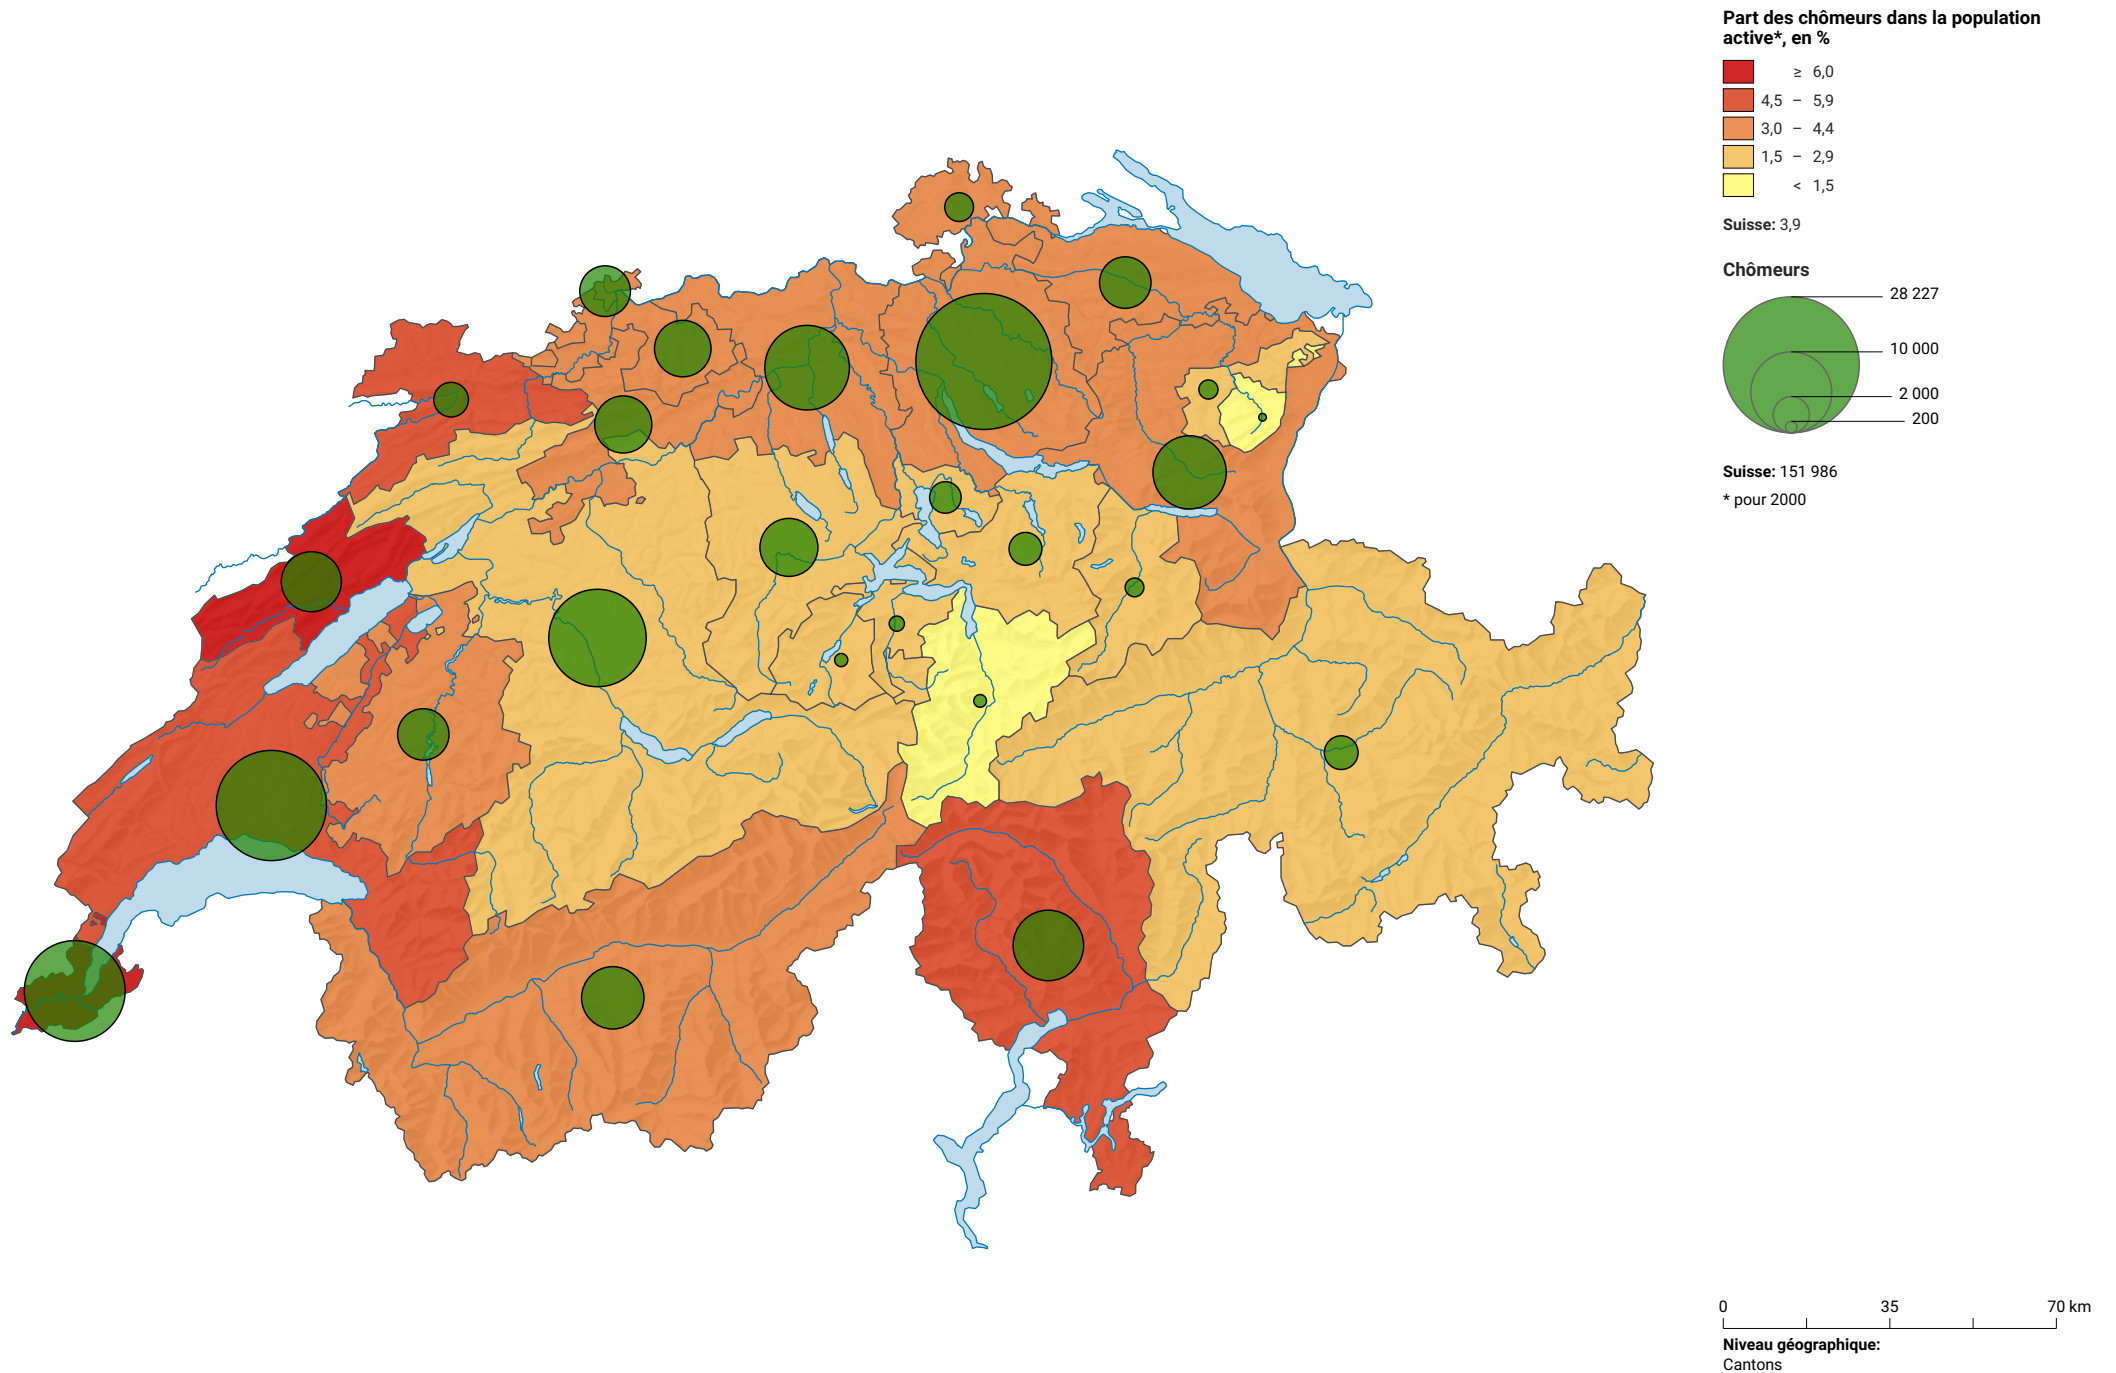 Part des chômeurs dans la population
active*, en %
≥ 6,0
4,5 – 5,9
3,0 – 4,4
1,5 – 2,9
< 1,5
Suisse: 3,9
Chômeurs
28 227
10 000
2 000
200
Suisse: 151 986
* pour 2000
0 35 70 km
Niveau géographique:
Cantons